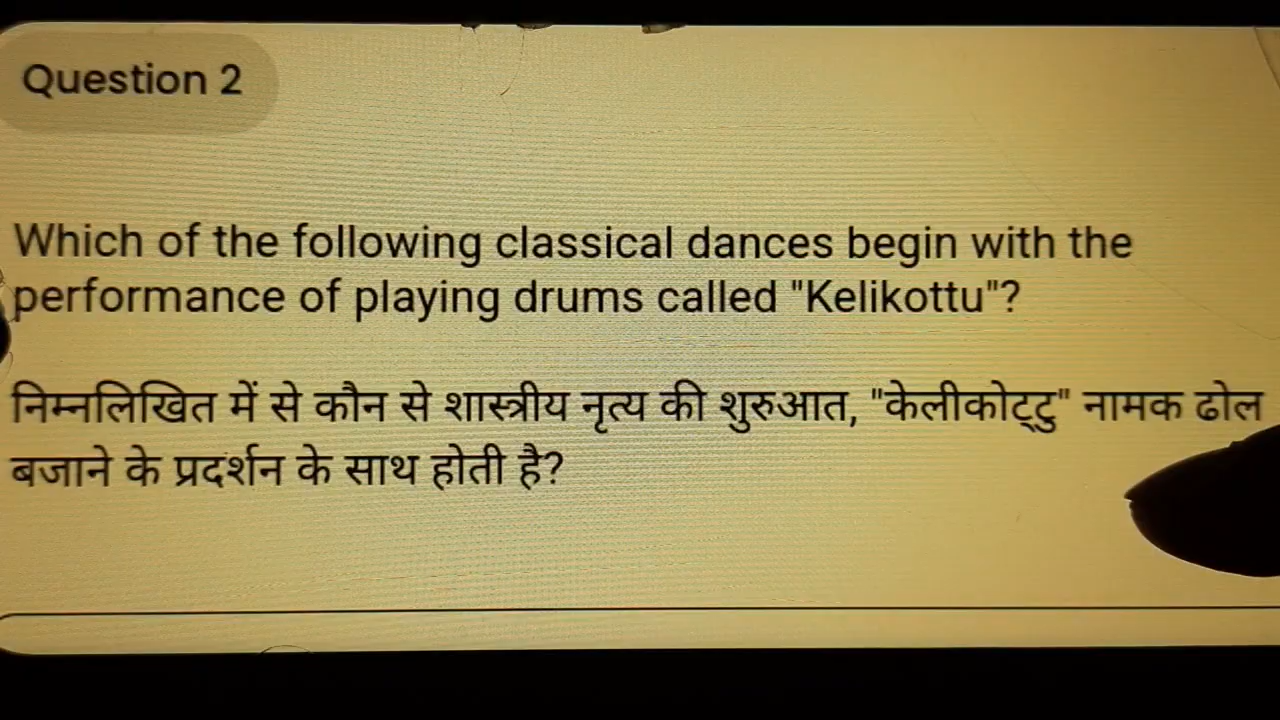 Question 2
Which of the following classical dances begin with the
performance of playing drums called "Kelikottu"?
निम्नलिखित में से कौन से शास्त्रीय नृत्य की शुरुआत, "केलीकोट्टु" नामक ढोल
बजाने के प्रदर्शन के साथ होती है?